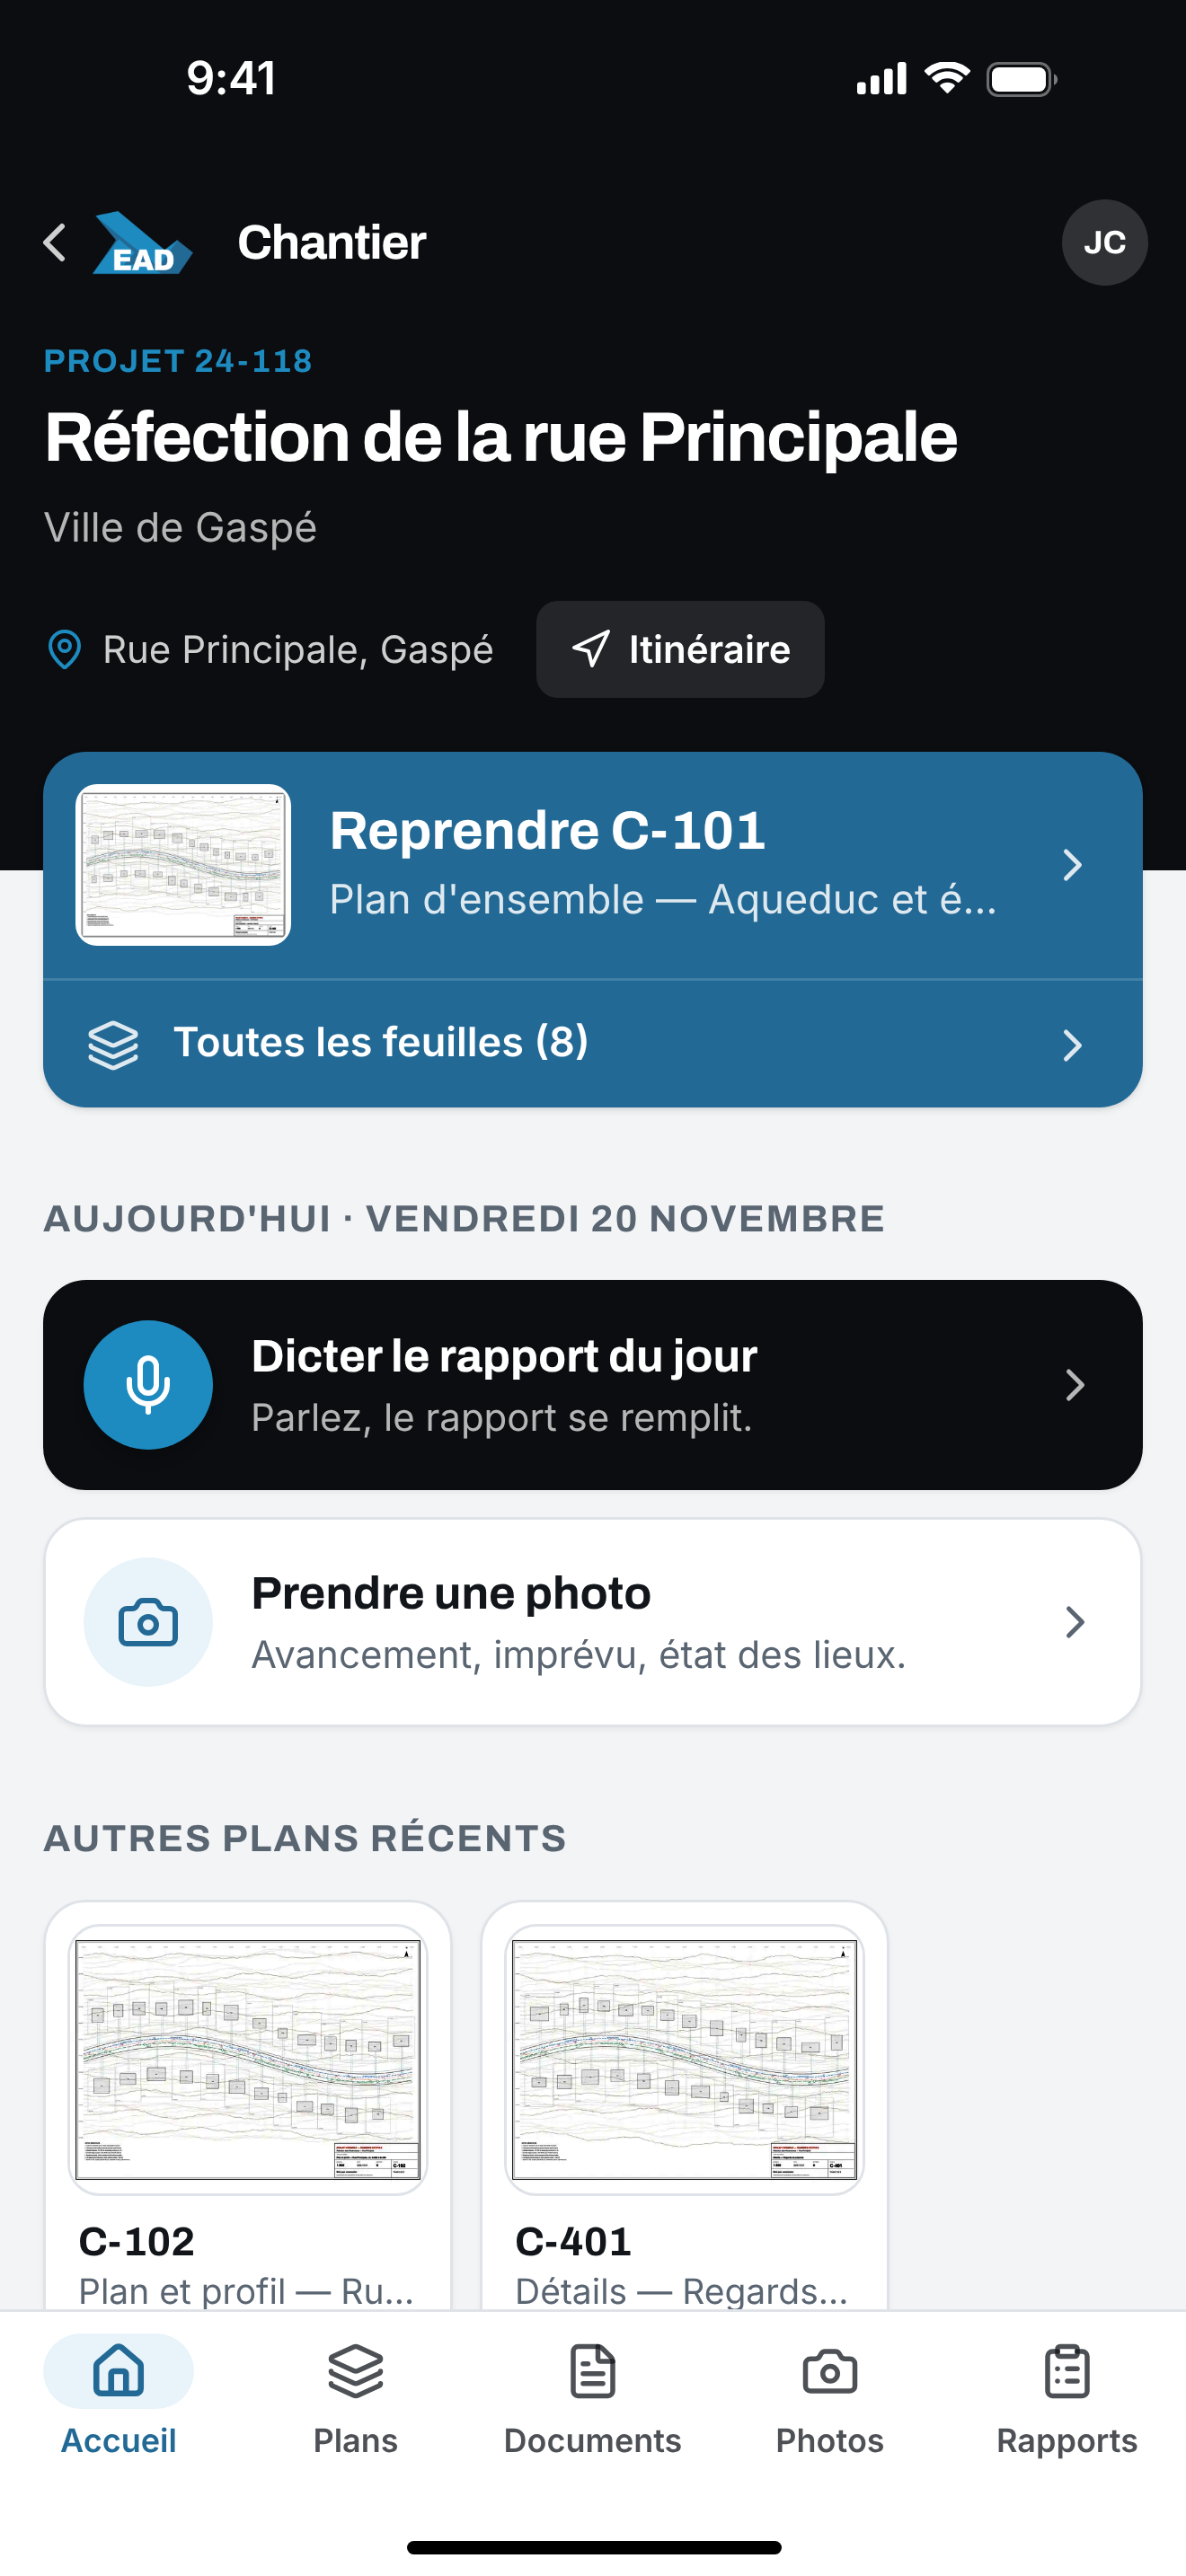 9:41
EAD
Chantier
JC
PROJET 24-118
Réfection de la rue Principale
Ville de Gaspé
Rue Principale, Gaspé
Itinéraire
Reprendre C-101
Plan d'ensemble — Aqueduc et é...
Toutes les feuilles (8)
AUJOURD'HUI · VENDREDI 20 NOVEMBRE
Dicter le rapport du jour
Parlez, le rapport se remplit.
Prendre une photo
Avancement, imprévu, état des lieux.
AUTRES PLANS RÉCENTS
C-102
Plan et profil — Ru...
C-401
Détails — Regards...
Accueil
Plans
Documents
Photos
Rapports